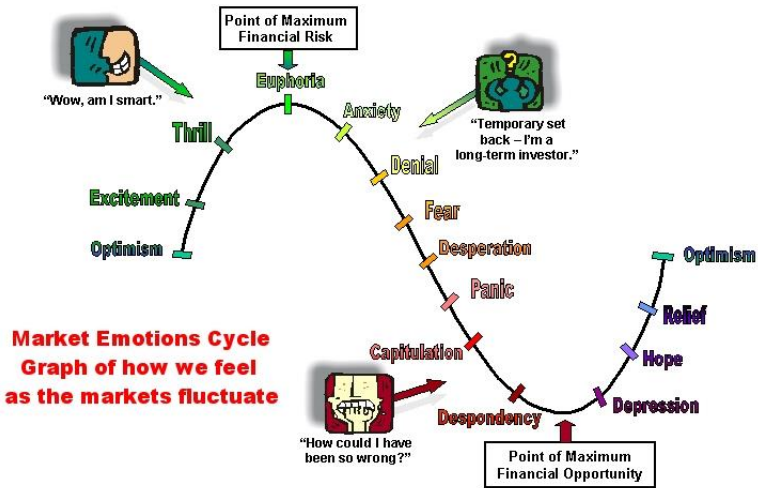 Point of Maximum
Financial Risk
"Wow, am I smart."
Euphoria
Anxiety
"Temporary set
back – I'm a
long-term investor."
Thrill
Denial
Excitement
Fear
Optimism
Desperation
Optimism
Panic
Relief
Market Emotions Cycle
Graph of how we feel
as the markets fluctuate
Capitulation
Hope
Despondency
Depression
"How could I have
been so wrong?"
Point of Maximum
Financial Opportunity
?